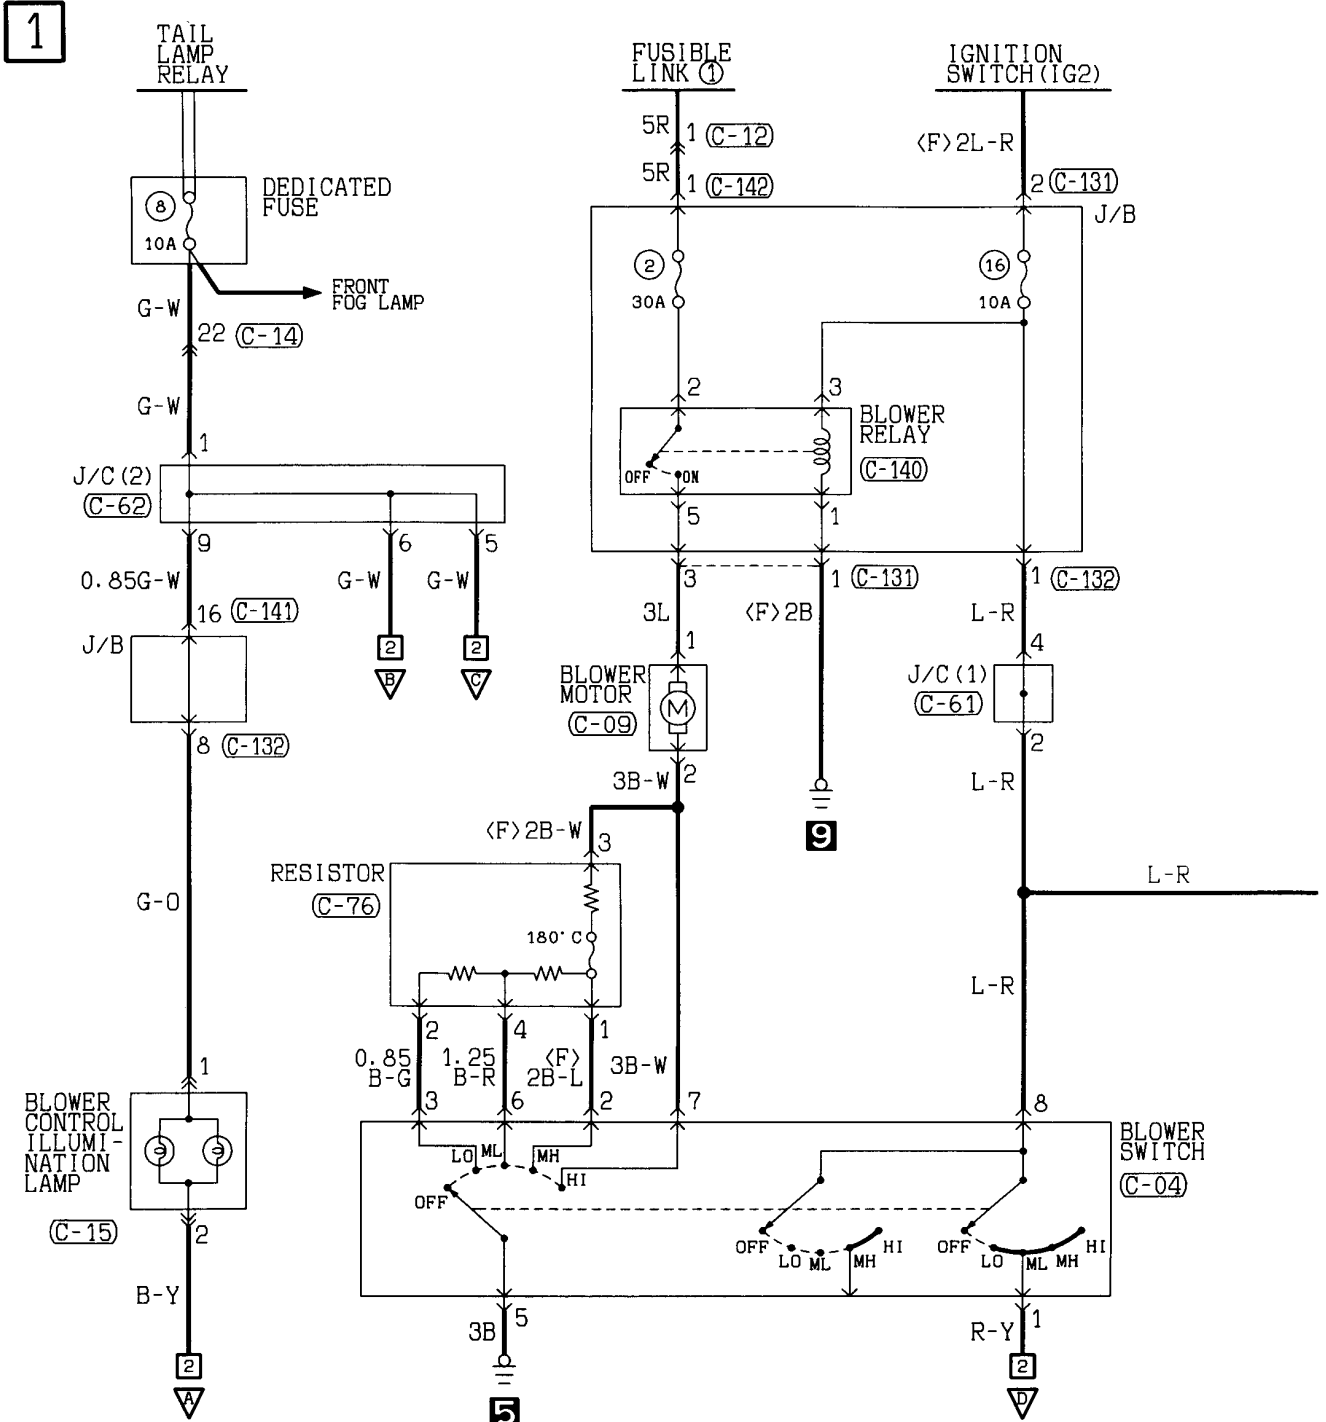 1
TAIL
LAMP
RELAY
FUSIBLE
LINK ①
IGNITION
SWITCH(IG2)
5R
1 (C-12)
<F>2L-R
5R
1 (C-142)
2 (C-131)
J/B
DEDICATED
FUSE
8
10A
FRONT
FOG LAMP
G-W
22 (C-14)
G-W
1
J/C(2)
(C-62)
9
6
5
0.85G-W
G-W
G-W
16 (C-141)
J/B
2
B
2
C
8 (C-132)
G-O
1
BLOWER
CONTROL
ILLUMI-
NATION
LAMP
(C-15)
2
B-Y
2
A
2
30A
16
10A
2
3
BLOWER
RELAY
(C-140)
OFF
ON
5
1
3
1 (C-131)
1 (C-132)
3L
<F>2B
L-R
1
4
BLOWER
MOTOR
(C-09)
M
J/C(1)
(C-61)
2
2
3B-W
L-R
9
<F>2B-W
3
RESISTOR
(C-76)
180°C
L-R
L-R
2
4
1
0.85
B-G
1.25
B-R
<F>
2B-L
3B-W
3
6
2
7
8
BLOWER
SWITCH
(C-04)
LO
ML
MH
HI
OFF
OFF
LO
ML
MH
HI
OFF
LO
ML
MH
HI
5
1
3B
R-Y
5
2
D